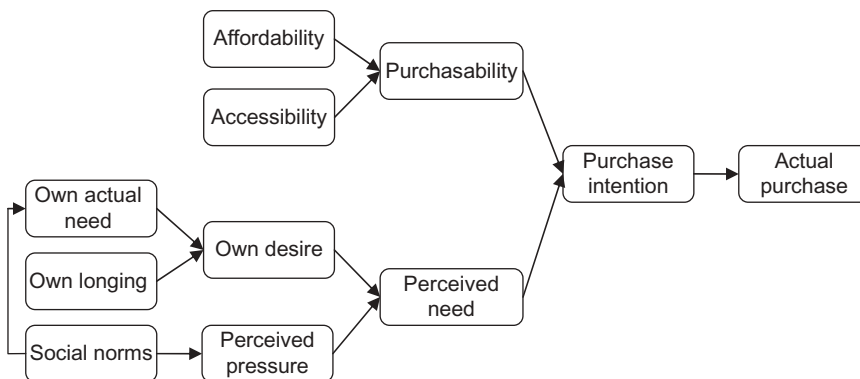 Affordability
Purchasability
Accessibility
Purchase
intention
Actual
purchase
Own actual
need
Own desire
Own longing
Perceived
need
Social norms
Perceived
pressure